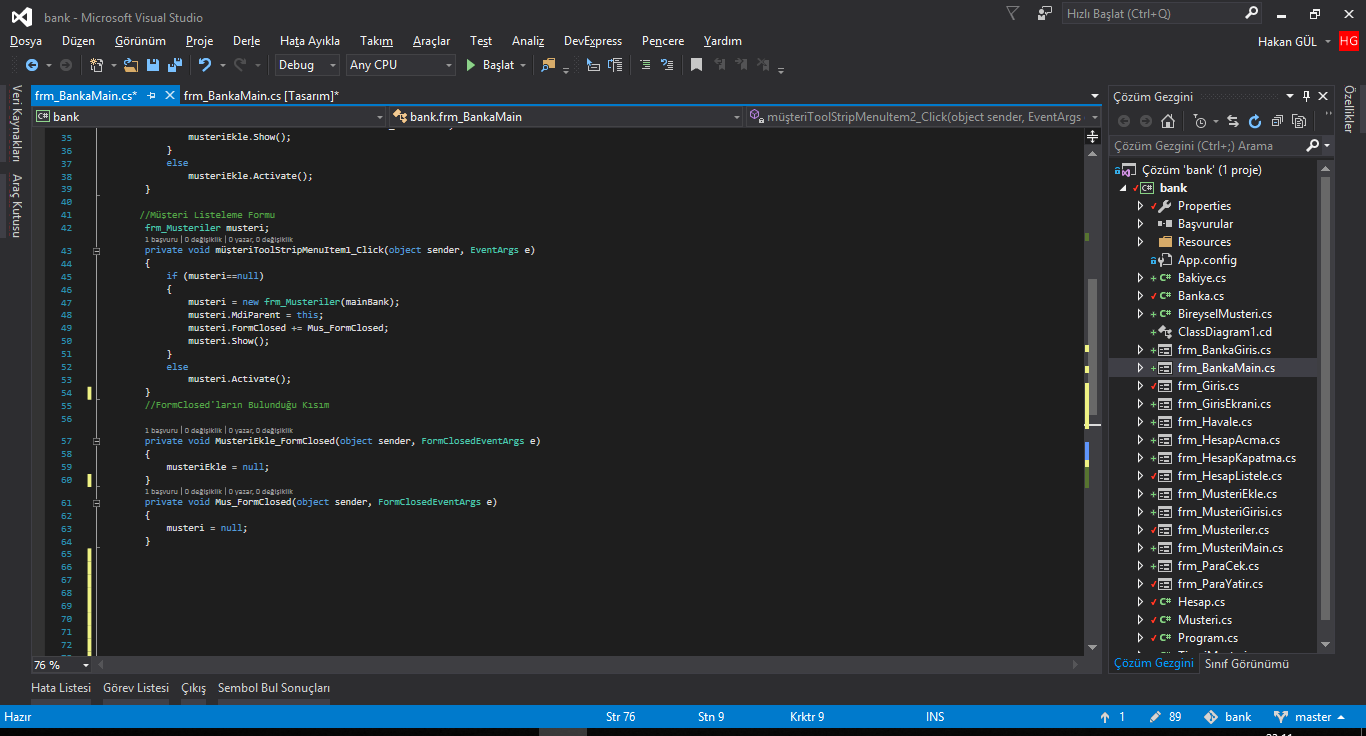 bank - Microsoft Visual Studio
Hızlı Başlat (Ctrl+Q)
Dosya Düzen Görünüm Proje Derle Hata Ayıkla Takım Araçlar Test Analiz DevExpress Pencere Yardım
Hakan GÜL HG
Debug Any CPU Başlat
frm_BankaMain.cs* frm_BankaMain.cs [Tasarım]*
bank bank.frm_BankaMain müşteriToolStripMenuItem2_Click(object sender, EventArgs
Veri Kaynakları
Araç Kutusu
35 musteriEkle.Show();
36 }
37 else
38 musteriEkle.Activate();
39 }
40
41 //Müşteri Listeleme Formu
42 frm_Musteriler musteri;
1 başvuru | 0 değişiklik | 0 yazar, 0 değişiklik
43 private void müşteriToolStripMenuItem1_Click(object sender, EventArgs e)
44 {
45 if (musteri==null)
46 {
47 musteri = new frm_Musteriler(mainBank);
48 musteri.MdiParent = this;
49 musteri.FormClosed += Mus_FormClosed;
50 musteri.Show();
51 }
52 else
53 musteri.Activate();
54 }
55 //FormClosed'ların Bulunduğu Kısım
56
1 başvuru | 0 değişiklik | 0 yazar, 0 değişiklik
57 private void MusteriEkle_FormClosed(object sender, FormClosedEventArgs e)
58 {
59 musteriEkle = null;
60 }
1 başvuru | 0 değişiklik | 0 yazar, 0 değişiklik
61 private void Mus_FormClosed(object sender, FormClosedEventArgs e)
62 {
63 musteri = null;
64 }
65
66
67
68
69
70
71
72
76 %
Çözüm Gezgini
Çözüm Gezgini (Ctrl+;) Arama
Çözüm 'bank' (1 proje)
bank
Properties
Başvurular
Resources
App.config
Bakiye.cs
Banka.cs
BireyselMusteri.cs
ClassDiagram1.cd
frm_BankaGiris.cs
frm_BankaMain.cs
frm_Giris.cs
frm_GirisEkrani.cs
frm_Havale.cs
frm_HesapAcma.cs
frm_HesapKapatma.cs
frm_HesapListele.cs
frm_MusteriEkle.cs
frm_MusteriGirisi.cs
frm_Musteriler.cs
frm_MusteriMain.cs
frm_ParaCek.cs
frm_ParaYatir.cs
Hesap.cs
Musteri.cs
Program.cs
Çözüm Gezgini Sınıf Görünümü
Özellikler
Hata Listesi Görev Listesi Çıkış Sembol Bul Sonuçları
Hazır Str 76 Stn 9 Krktr 9 INS 1 89 bank master